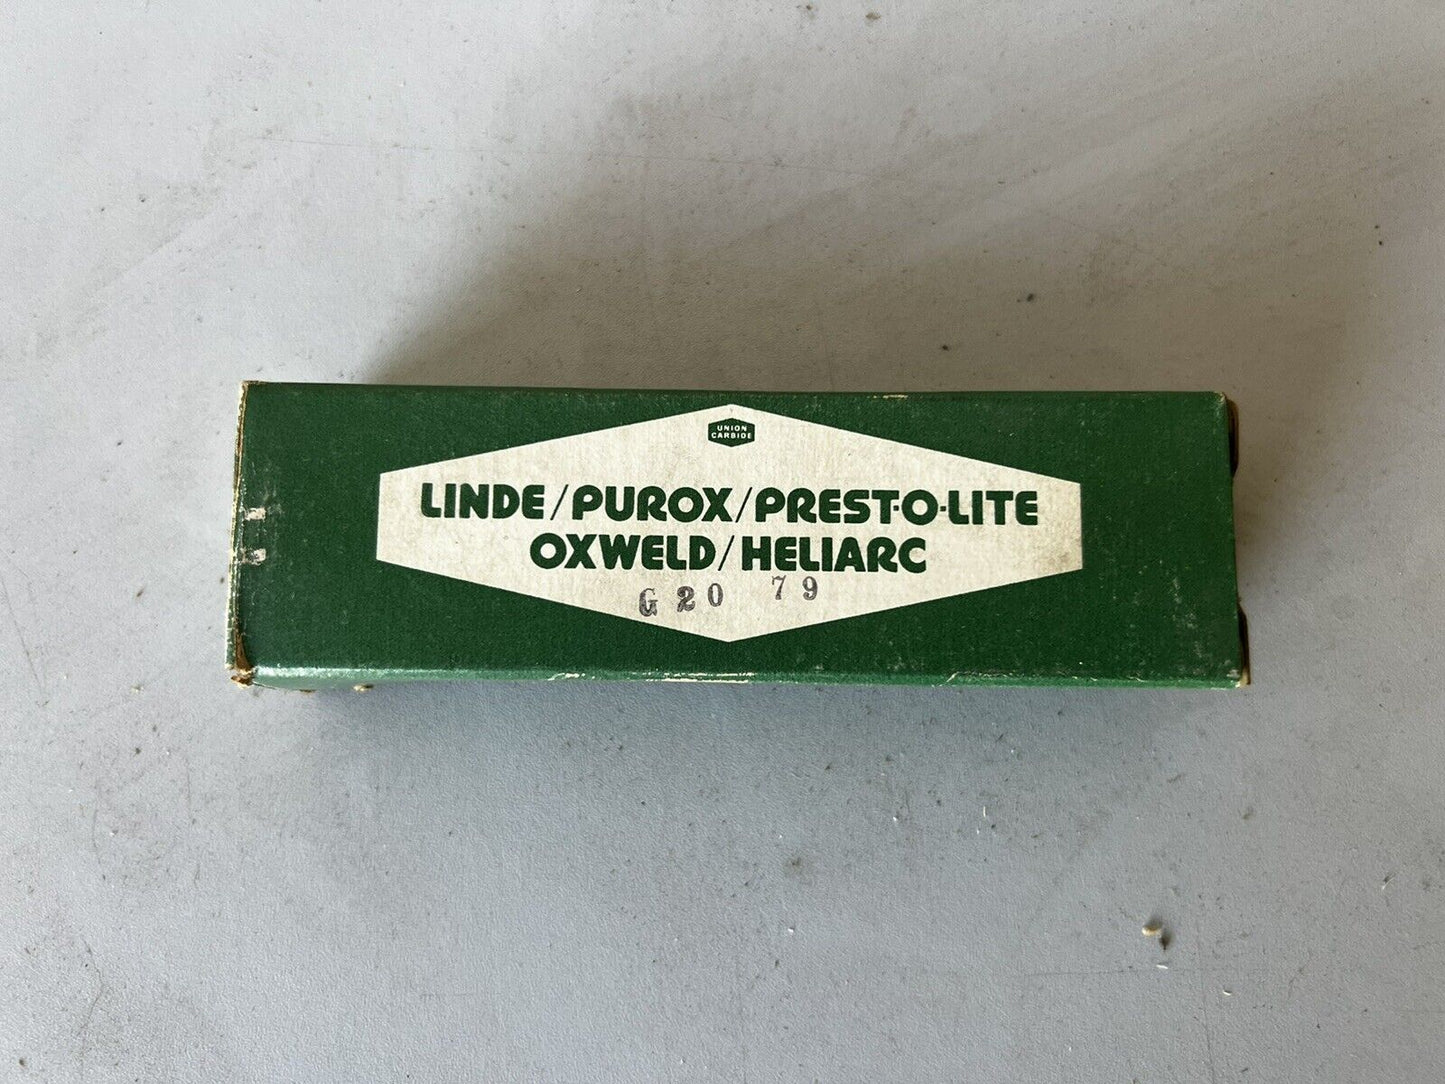 UNION
CARBIDE
LINDE/PUROX/PREST-O-LITE
OXWELD/HELIARC
G20 79